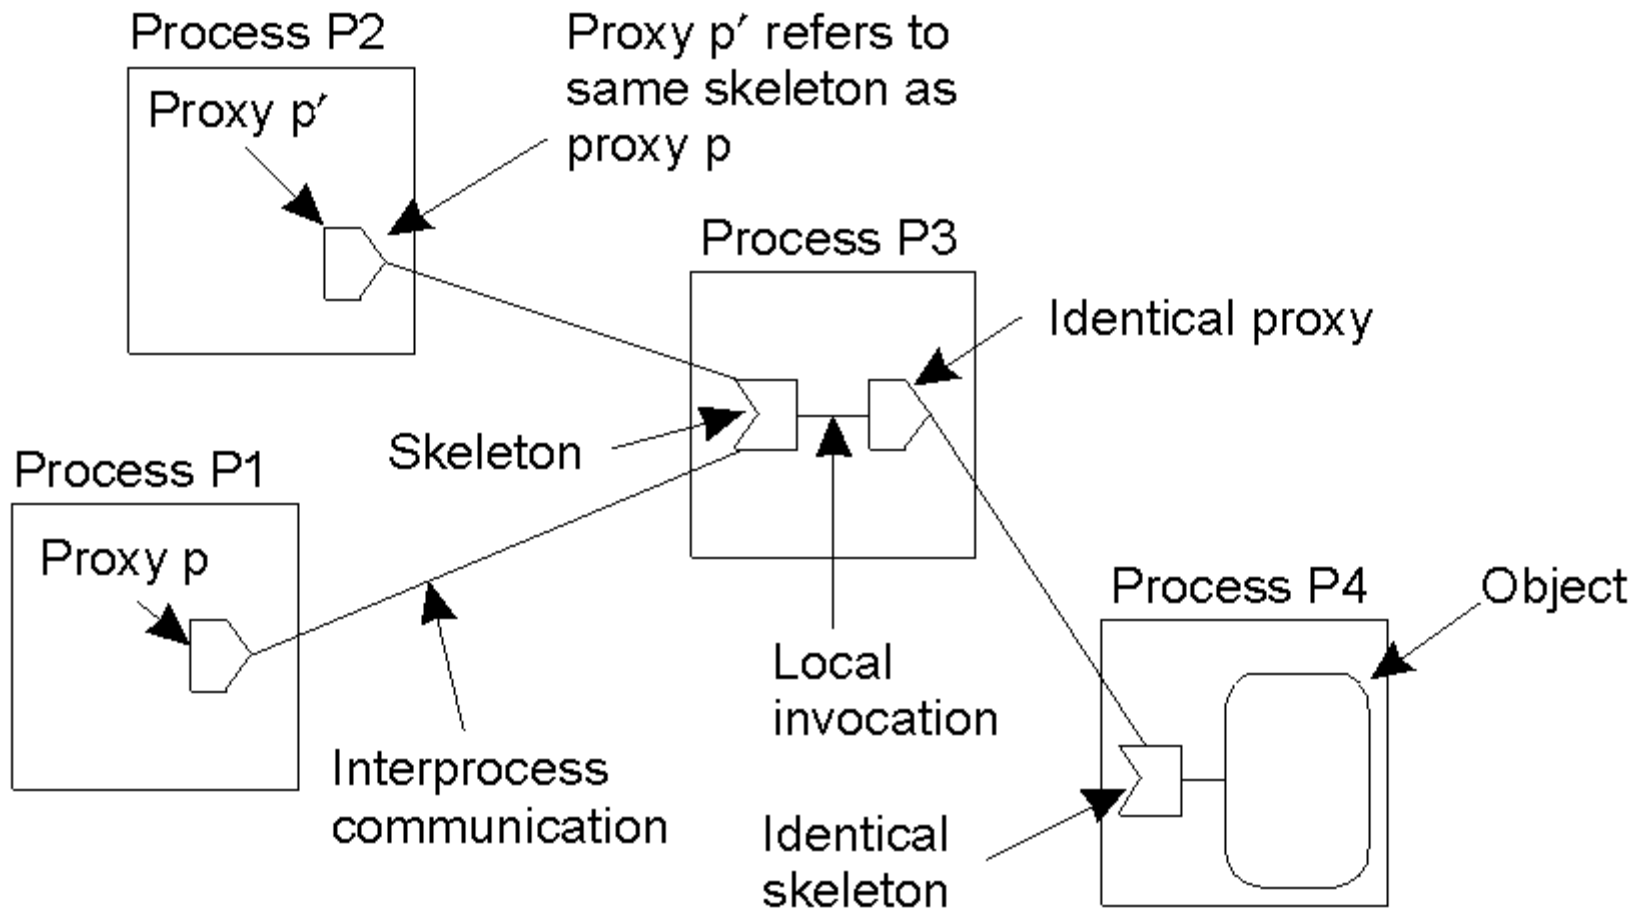 Process P2
Proxy p′ refers to
same skeleton as
proxy p
Proxy p′
Process P3
Identical proxy
Skeleton
Process P1
Proxy p
Process P4
Object
Local
invocation
Interprocess
communication
Identical
skeleton